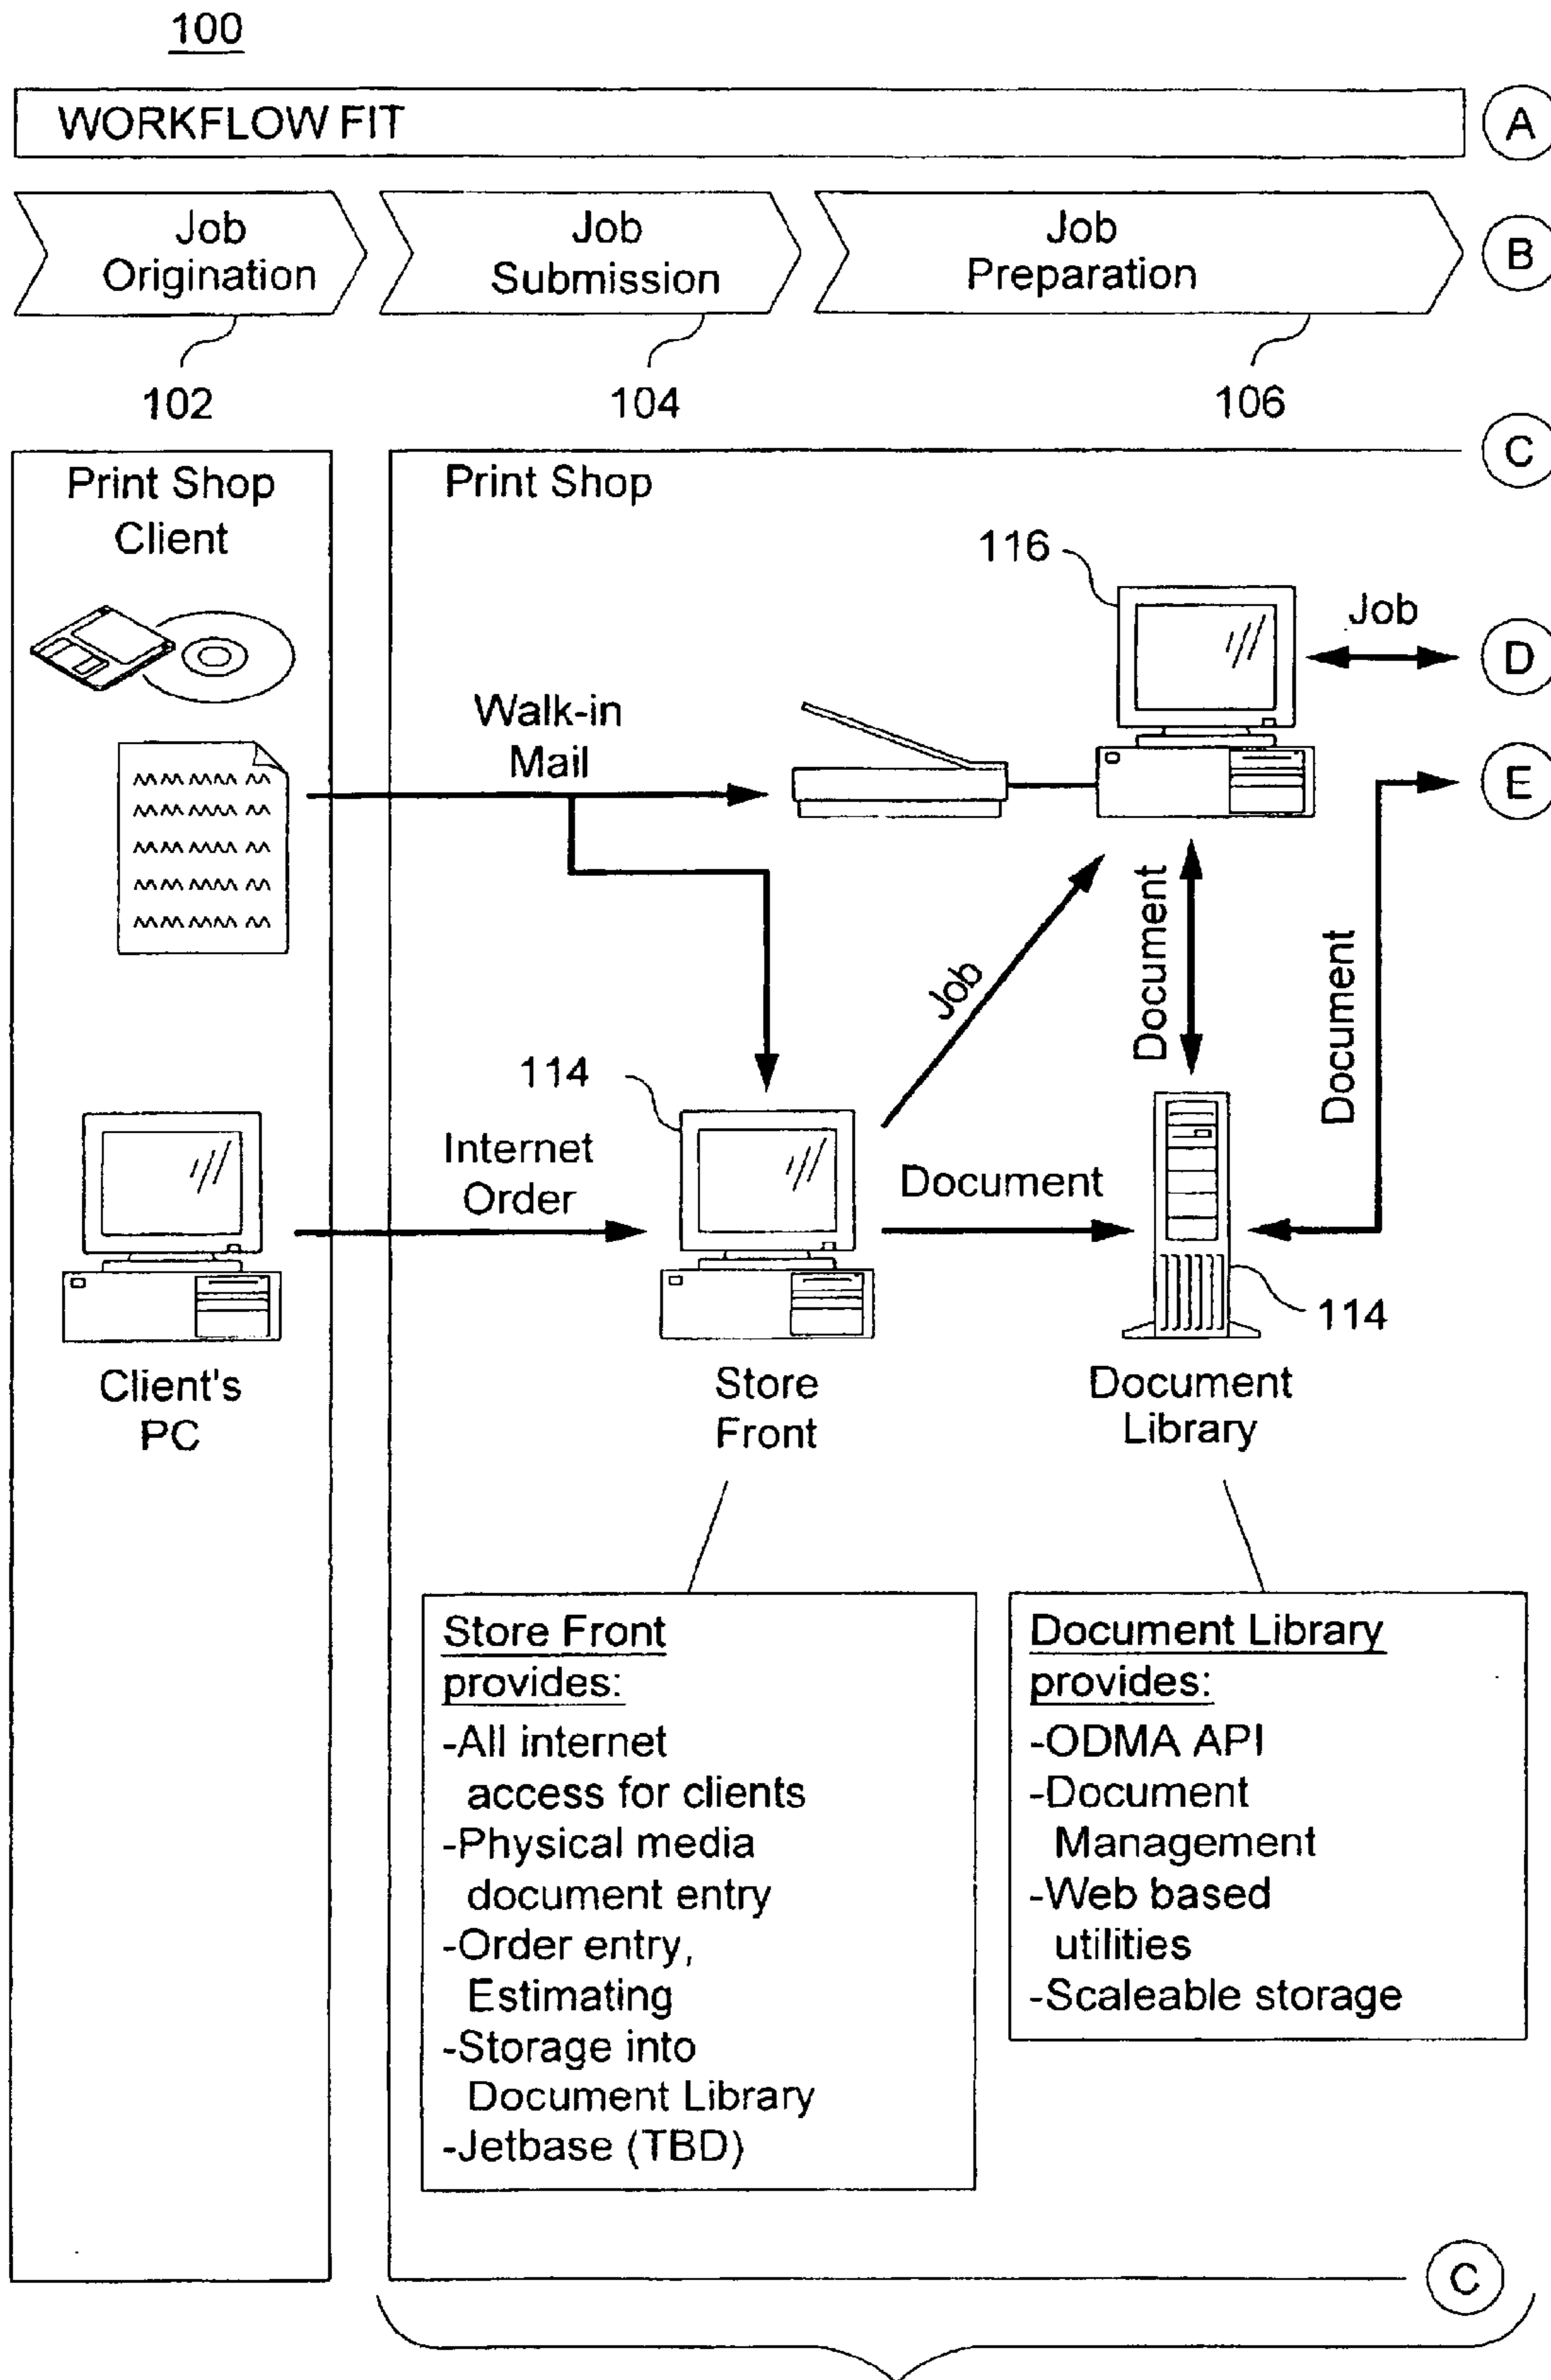 100
WORKFLOW FIT
A
Job
Origination
Job
Submission
Job
Preparation
B
102
104
106
C
Print Shop
Client
Print Shop
116
Job
D
Walk-in
Mail
E
Job
Document
Document
114
Internet
Order
Document
114
Client's
PC
Store
Front
Document
Library
Store Front
provides:
-All internet
access for clients
-Physical media
document entry
-Order entry,
Estimating
-Storage into
Document Library
-Jetbase (TBD)
Document Library
provides:
-ODMA API
-Document
Management
-Web based
utilities
-Scaleable storage
C